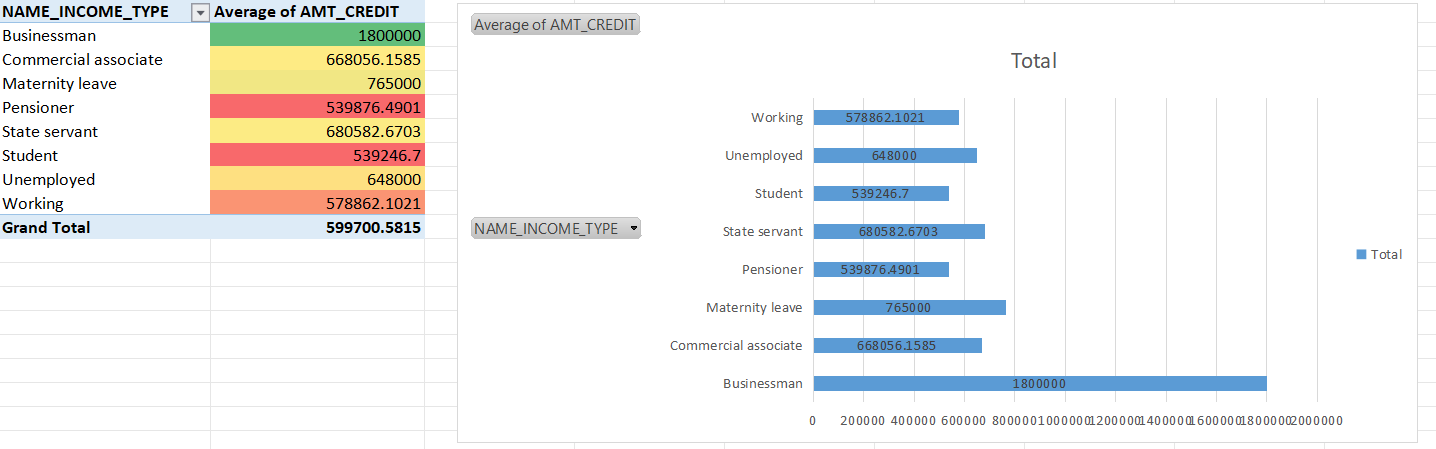 NAME_INCOME_TYPE Average of AMT_CREDIT
Businessman 1800000
Commercial associate 668056.1585
Maternity leave 765000
Pensioner 539876.4901
State servant 680582.6703
Student 539246.7
Unemployed 648000
Working 578862.1021
Grand Total 599700.5815
Average of AMT_CREDIT
Total
NAME_INCOME_TYPE
Working 578862.1021
Unemployed 648000
Student 539246.7
State servant 680582.6703
Pensioner 539876.4901
Maternity leave 765000
Commercial associate 668056.1585
Businessman 1800000
0 200000 400000 600000 800000 1000000 1200000 1400000 1600000 1800000 2000000
Total